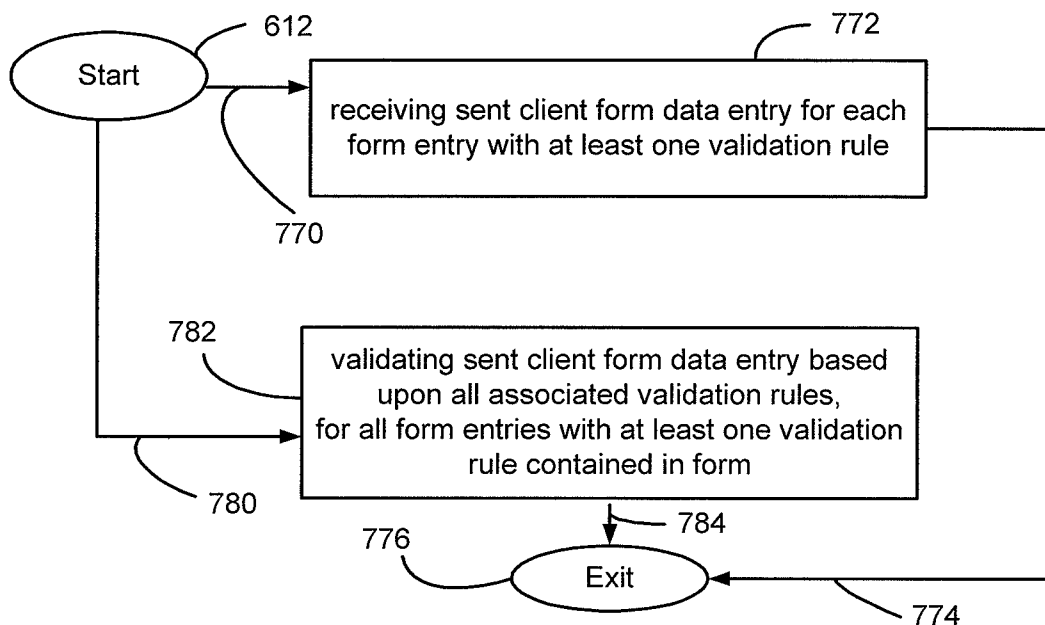 612
772
Start
receiving sent client form data entry for each
form entry with at least one validation rule
770
782
validating sent client form data entry based
upon all associated validation rules,
for all form entries with at least one validation
rule contained in form
780
784
776
Exit
774